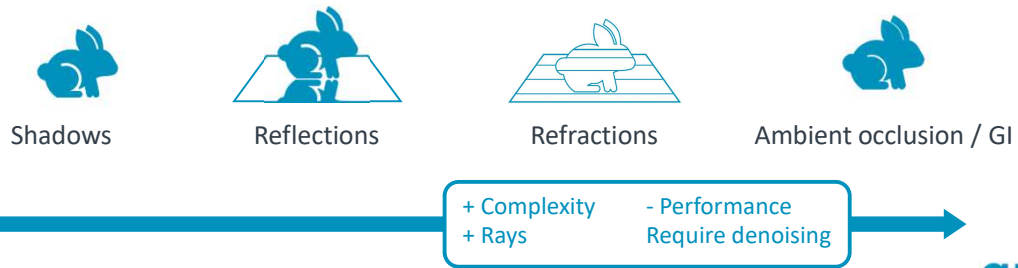 Shadows
Reflections
Refractions
Ambient occlusion / GI
+ Complexity - Performance
+ Rays Require denoising